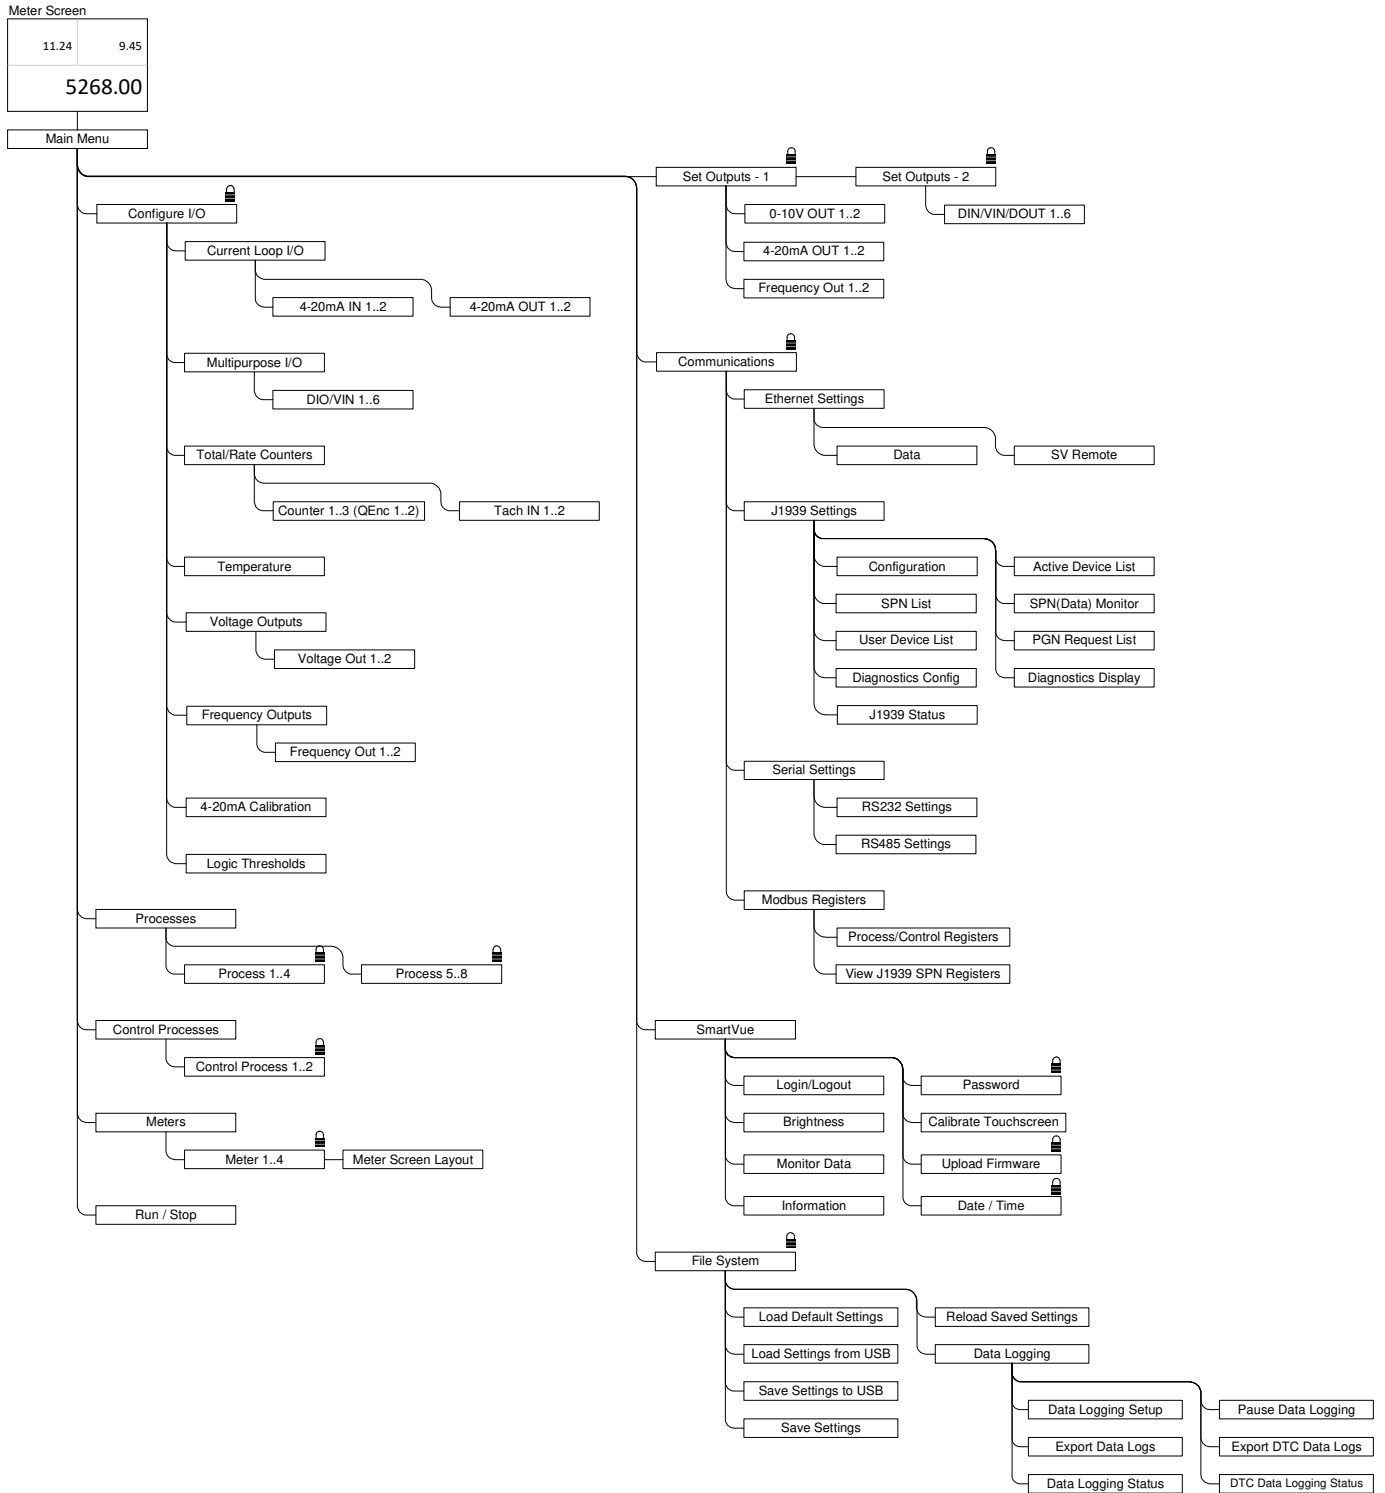 Meter Screen
11.24
9.45
5268.00
Main Menu
Configure I/O
Current Loop I/O
4-20mA IN 1..2
4-20mA OUT 1..2
Multipurpose I/O
DIO/VIN 1..6
Total/Rate Counters
Counter 1..3 (QEnc 1..2)
Tach IN 1..2
Temperature
Voltage Outputs
Voltage Out 1..2
Frequency Outputs
Frequency Out 1..2
4-20mA Calibration
Logic Thresholds
Processes
Process 1..4
Process 5..8
Control Processes
Control Process 1..2
Meters
Meter 1..4
Meter Screen Layout
Run / Stop
Set Outputs - 1
Set Outputs - 2
0-10V OUT 1..2
DIN/VIN/DOUT 1..6
4-20mA OUT 1..2
Frequency Out 1..2
Communications
Ethernet Settings
Data
SV Remote
J1939 Settings
Configuration
Active Device List
SPN List
SPN(Data) Monitor
User Device List
PGN Request List
Diagnostics Config
Diagnostics Display
J1939 Status
Serial Settings
RS232 Settings
RS485 Settings
Modbus Registers
Process/Control Registers
View J1939 SPN Registers
SmartVue
Login/Logout
Password
Brightness
Calibrate Touchscreen
Monitor Data
Upload Firmware
Information
Date / Time
File System
Load Default Settings
Reload Saved Settings
Load Settings from USB
Data Logging
Save Settings to USB
Save Settings
Data Logging Setup
Pause Data Logging
Export Data Logs
Export DTC Data Logs
Data Logging Status
DTC Data Logging Status